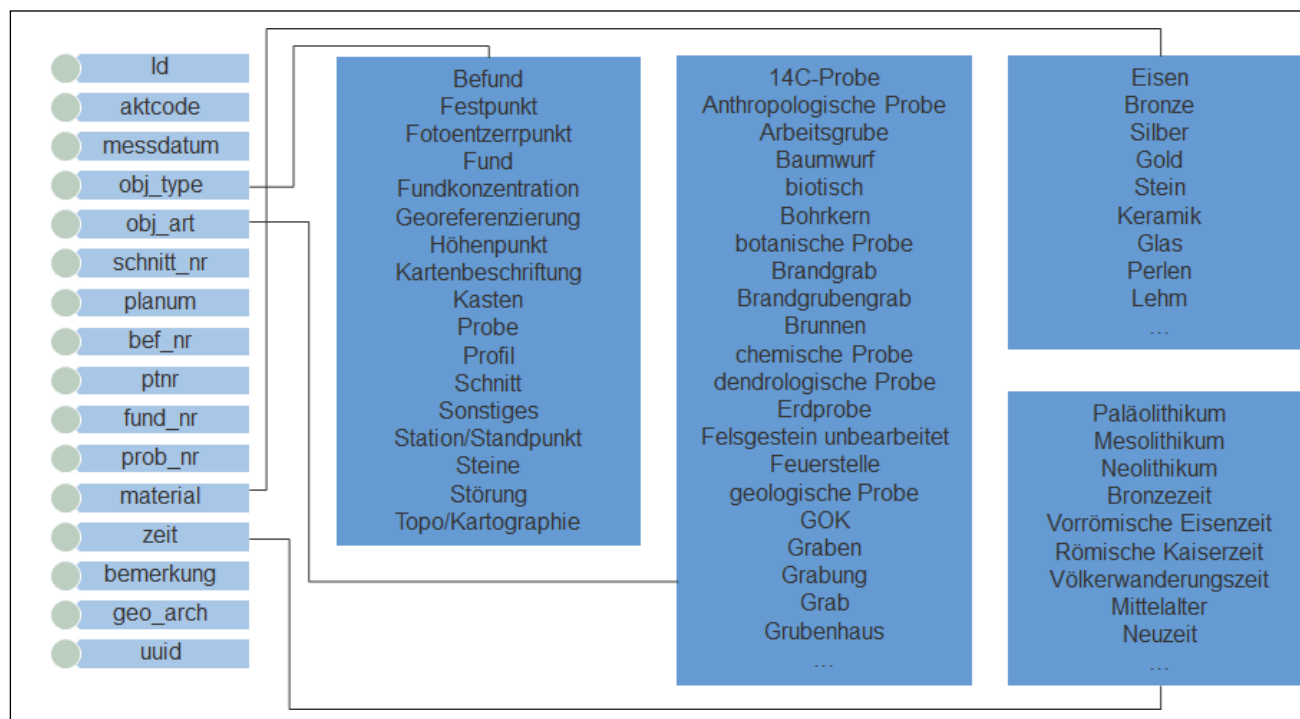 Id
aktcode
messdatum
obj_type
obj_art
schnitt_nr
planum
bef_nr
ptnr
fund_nr
prob_nr
material
zeit
bemerkung
geo_arch
uuid
Befund
Festpunkt
Fotoentzerrpunkt
Fund
Fundkonzentration
Georeferenzierung
Höhenpunkt
Kartenbeschriftung
Kasten
Probe
Profil
Schnitt
Sonstiges
Station/Standpunkt
Steine
Störung
Topo/Kartographie
14C-Probe
Anthropologische Probe
Arbeitsgrube
Baumwurf
biotisch
Bohrkern
botanische Probe
Brandgrab
Brandgrubengrab
Brunnen
chemische Probe
dendrologische Probe
Erdprobe
Felsgestein unbearbeitet
Feuerstelle
geologische Probe
GOK
Graben
Grabung
Grab
Grubenhaus
...
Eisen
Bronze
Silber
Gold
Stein
Keramik
Glas
Perlen
Lehm
...
Paläolithikum
Mesolithikum
Neolithikum
Bronzezeit
Vorrömische Eisenzeit
Römische Kaiserzeit
Völkerwanderungszeit
Mittelalter
Neuzeit
...